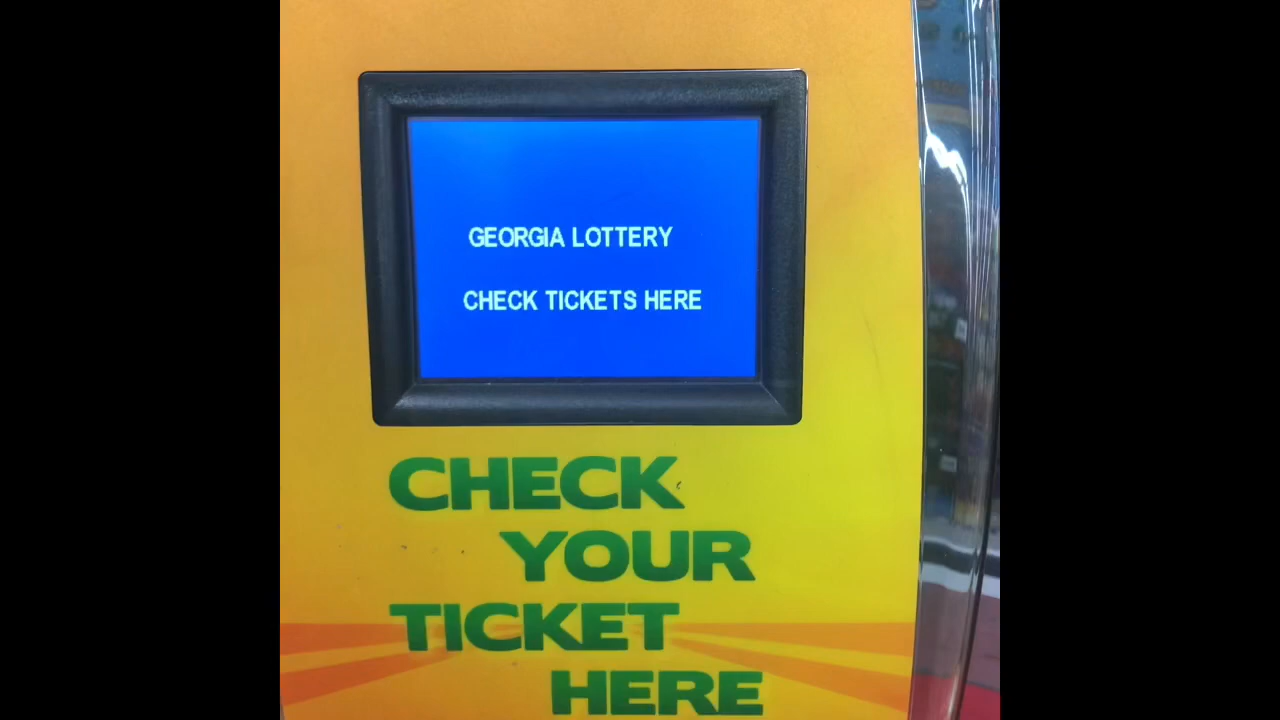 GEORGIA LOTTERY
CHECK TICKETS HERE
CHECK
YOUR
TICKET
HERE